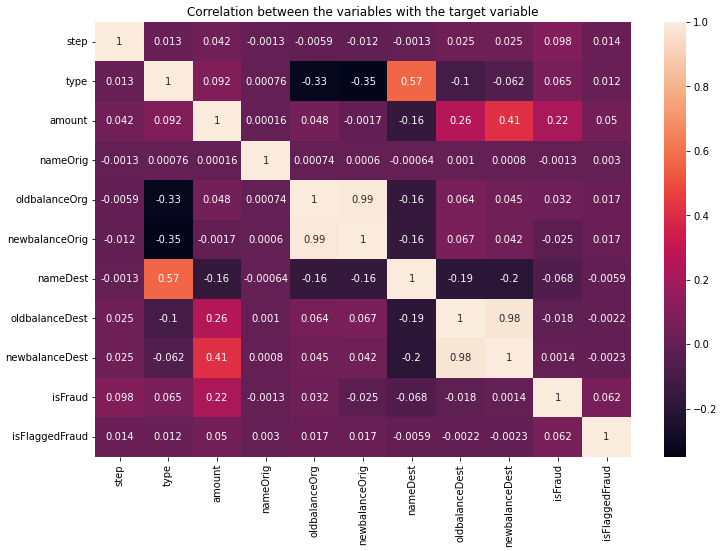 Correlation between the variables with the target variable
step 1 0.013 0.042 -0.0013 -0.0059 -0.012 -0.0013 0.025 0.025 0.098 0.014
type 0.013 1 0.092 0.00076 -0.33 -0.35 0.57 -0.1 -0.062 0.065 0.012
amount 0.042 0.092 1 0.00016 0.048 -0.0017 -0.16 0.26 0.41 0.22 0.05
nameOrig -0.0013 0.00076 0.00016 1 0.00074 0.0006 -0.00064 0.001 0.0008 -0.0013 0.003
oldbalanceOrg -0.0059 -0.33 0.048 0.00074 1 0.99 -0.16 0.064 0.045 0.032 0.017
newbalanceOrig -0.012 -0.35 -0.0017 0.0006 0.99 1 -0.16 0.067 0.042 -0.025 0.017
nameDest -0.0013 0.57 -0.16 -0.00064 -0.16 -0.16 1 -0.19 -0.2 -0.068 -0.0059
oldbalanceDest 0.025 -0.1 0.26 0.001 0.064 0.067 -0.19 1 0.98 -0.018 -0.0022
newbalanceDest 0.025 -0.062 0.41 0.0008 0.045 0.042 -0.2 0.98 1 0.0014 -0.0023
isFraud 0.098 0.065 0.22 -0.0013 0.032 -0.025 -0.068 -0.018 0.0014 1 0.062
isFlaggedFraud 0.014 0.012 0.05 0.003 0.017 0.017 -0.0059 -0.0022 -0.0023 0.062 1
step type amount nameOrig oldbalanceOrg newbalanceOrig nameDest oldbalanceDest newbalanceDest isFraud isFlaggedFraud
1.0
0.8
0.6
0.4
0.2
0.0
−0.2